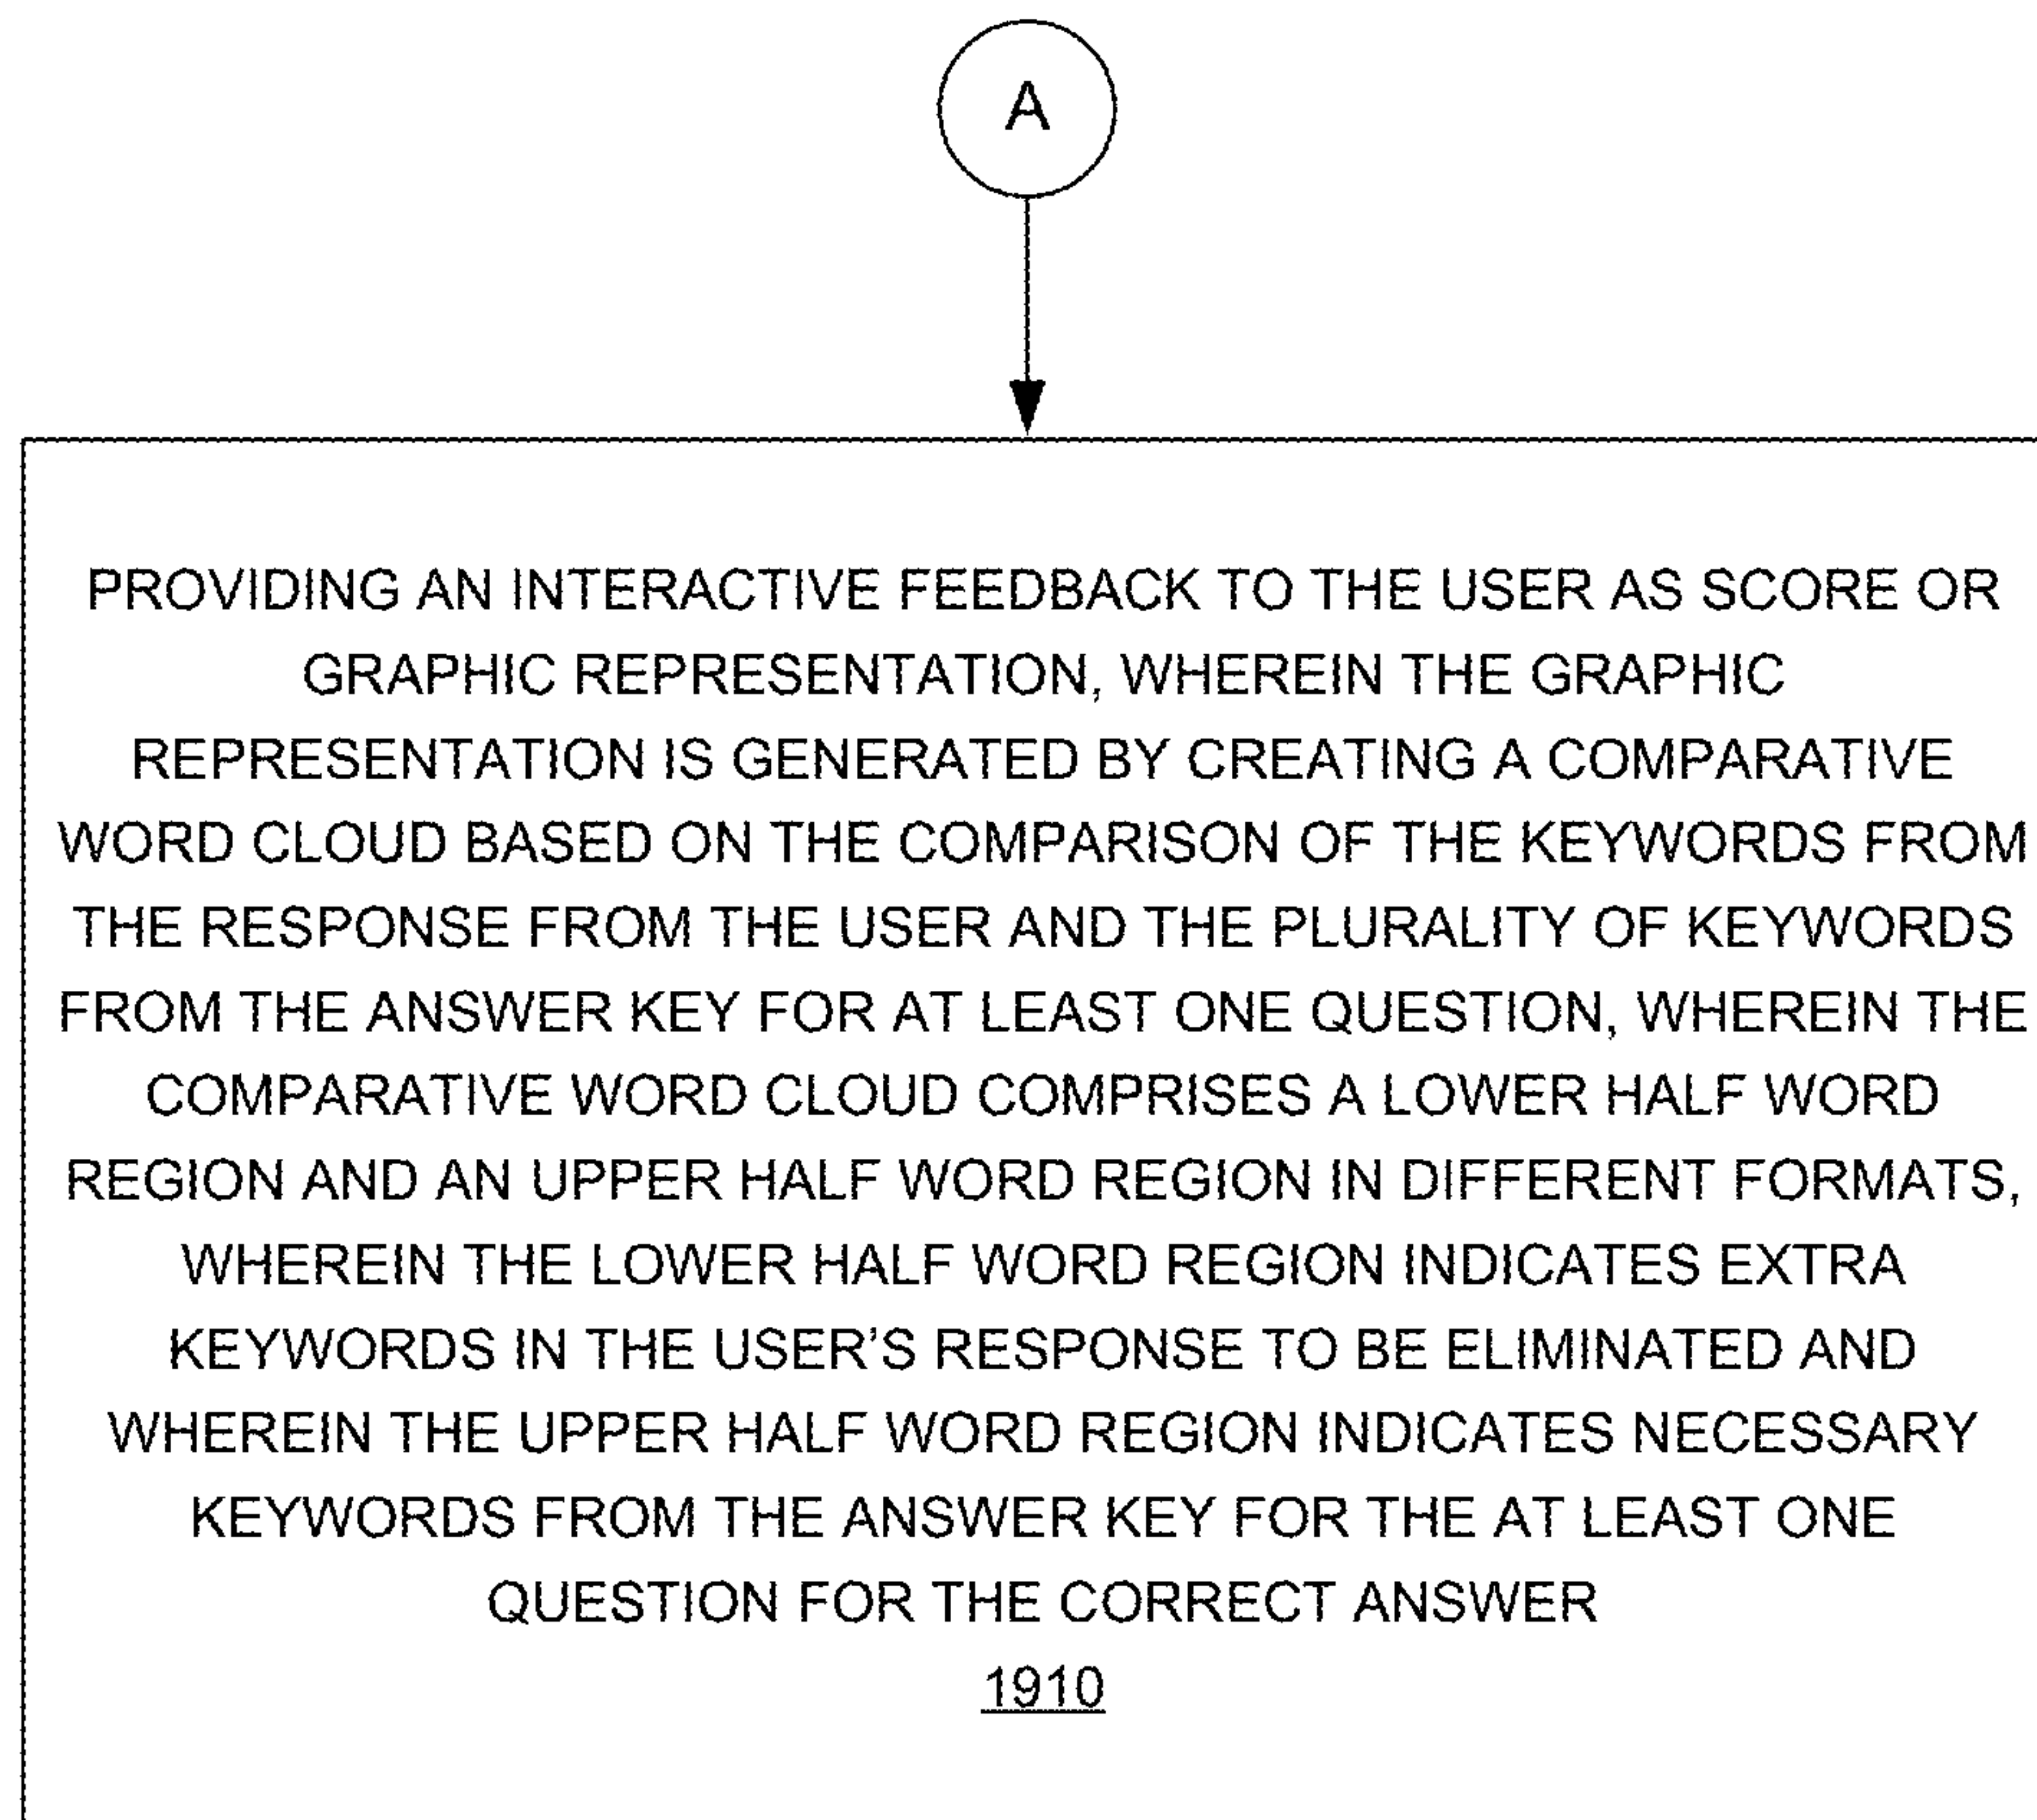 A
PROVIDING AN INTERACTIVE FEEDBACK TO THE USER AS SCORE OR
GRAPHIC REPRESENTATION, WHEREIN THE GRAPHIC
REPRESENTATION IS GENERATED BY CREATING A COMPARATIVE
WORD CLOUD BASED ON THE COMPARISON OF THE KEYWORDS FROM
THE RESPONSE FROM THE USER AND THE PLURALITY OF KEYWORDS
FROM THE ANSWER KEY FOR AT LEAST ONE QUESTION, WHEREIN THE
COMPARATIVE WORD CLOUD COMPRISES A LOWER HALF WORD
REGION AND AN UPPER HALF WORD REGION IN DIFFERENT FORMATS,
WHEREIN THE LOWER HALF WORD REGION INDICATES EXTRA
KEYWORDS IN THE USER'S RESPONSE TO BE ELIMINATED AND
WHEREIN THE UPPER HALF WORD REGION INDICATES NECESSARY
KEYWORDS FROM THE ANSWER KEY FOR THE AT LEAST ONE
QUESTION FOR THE CORRECT ANSWER
1910